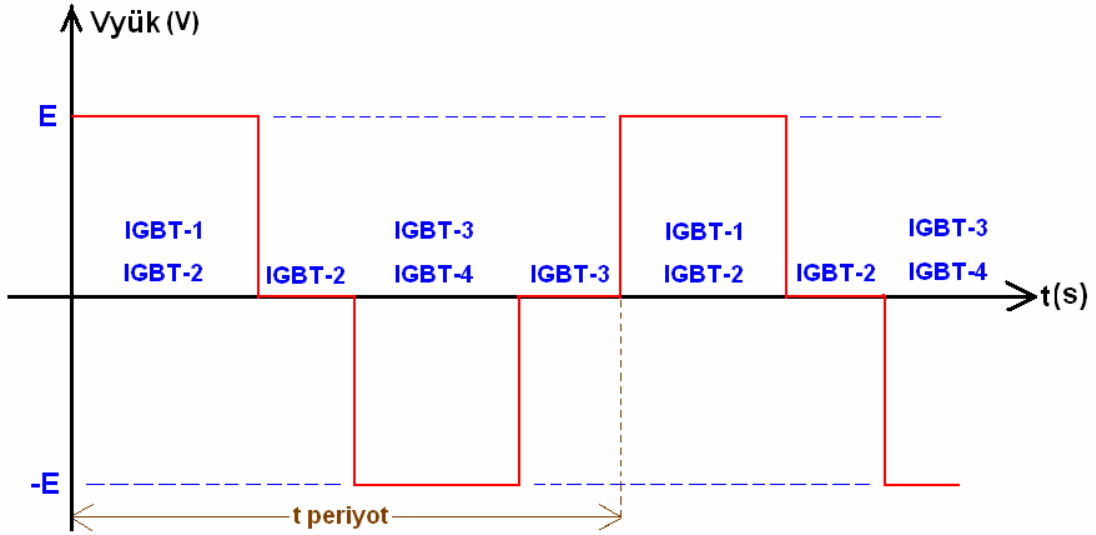 Vyük (V)
E
IGBT-1
IGBT-2
IGBT-2
IGBT-3
IGBT-4
IGBT-3
IGBT-1
IGBT-2
IGBT-2
IGBT-3
IGBT-4
t(s)
-E
t periyot